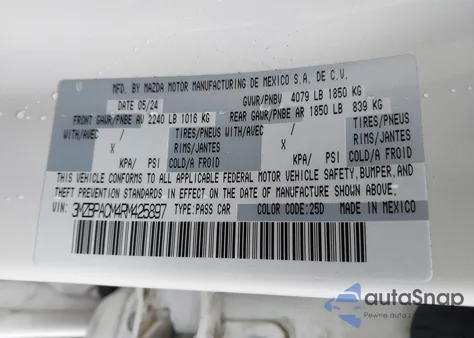 MFD. BY MAZDA MOTOR MANUFACTURING DE MEXICO S.A. DE C.V.
DATE 05/24 GVWR/PNBV 4079 LB 1850 KG
FRONT GAWR/PNBE AV 2240 LB 1016 KG REAR GAWR/PNBE AR 1850 LB 839 KG
WITH/AVEC / TIRES/PNEUS WITH/AVEC / TIRES/PNEUS
X RIMS/JANTES X RIMS/JANTES
KPA/ PSI COLD/A FROID KPA/ PSI COLD/A FROID
THIS VEHICLE CONFORMS TO ALL APPLICABLE FEDERAL MOTOR VEHICLE SAFETY, BUMPER, AND
THEFT PREVENTION STANDARDS IN EFFECT ON THE DATE OF MANUFACTURE SHOWN ABOVE.
VIN: 3MZBPACM4RM425897 TYPE: PASS CAR COLOR CODE: 25D MADE IN MEXICO
autoSnap
Pewne auto z